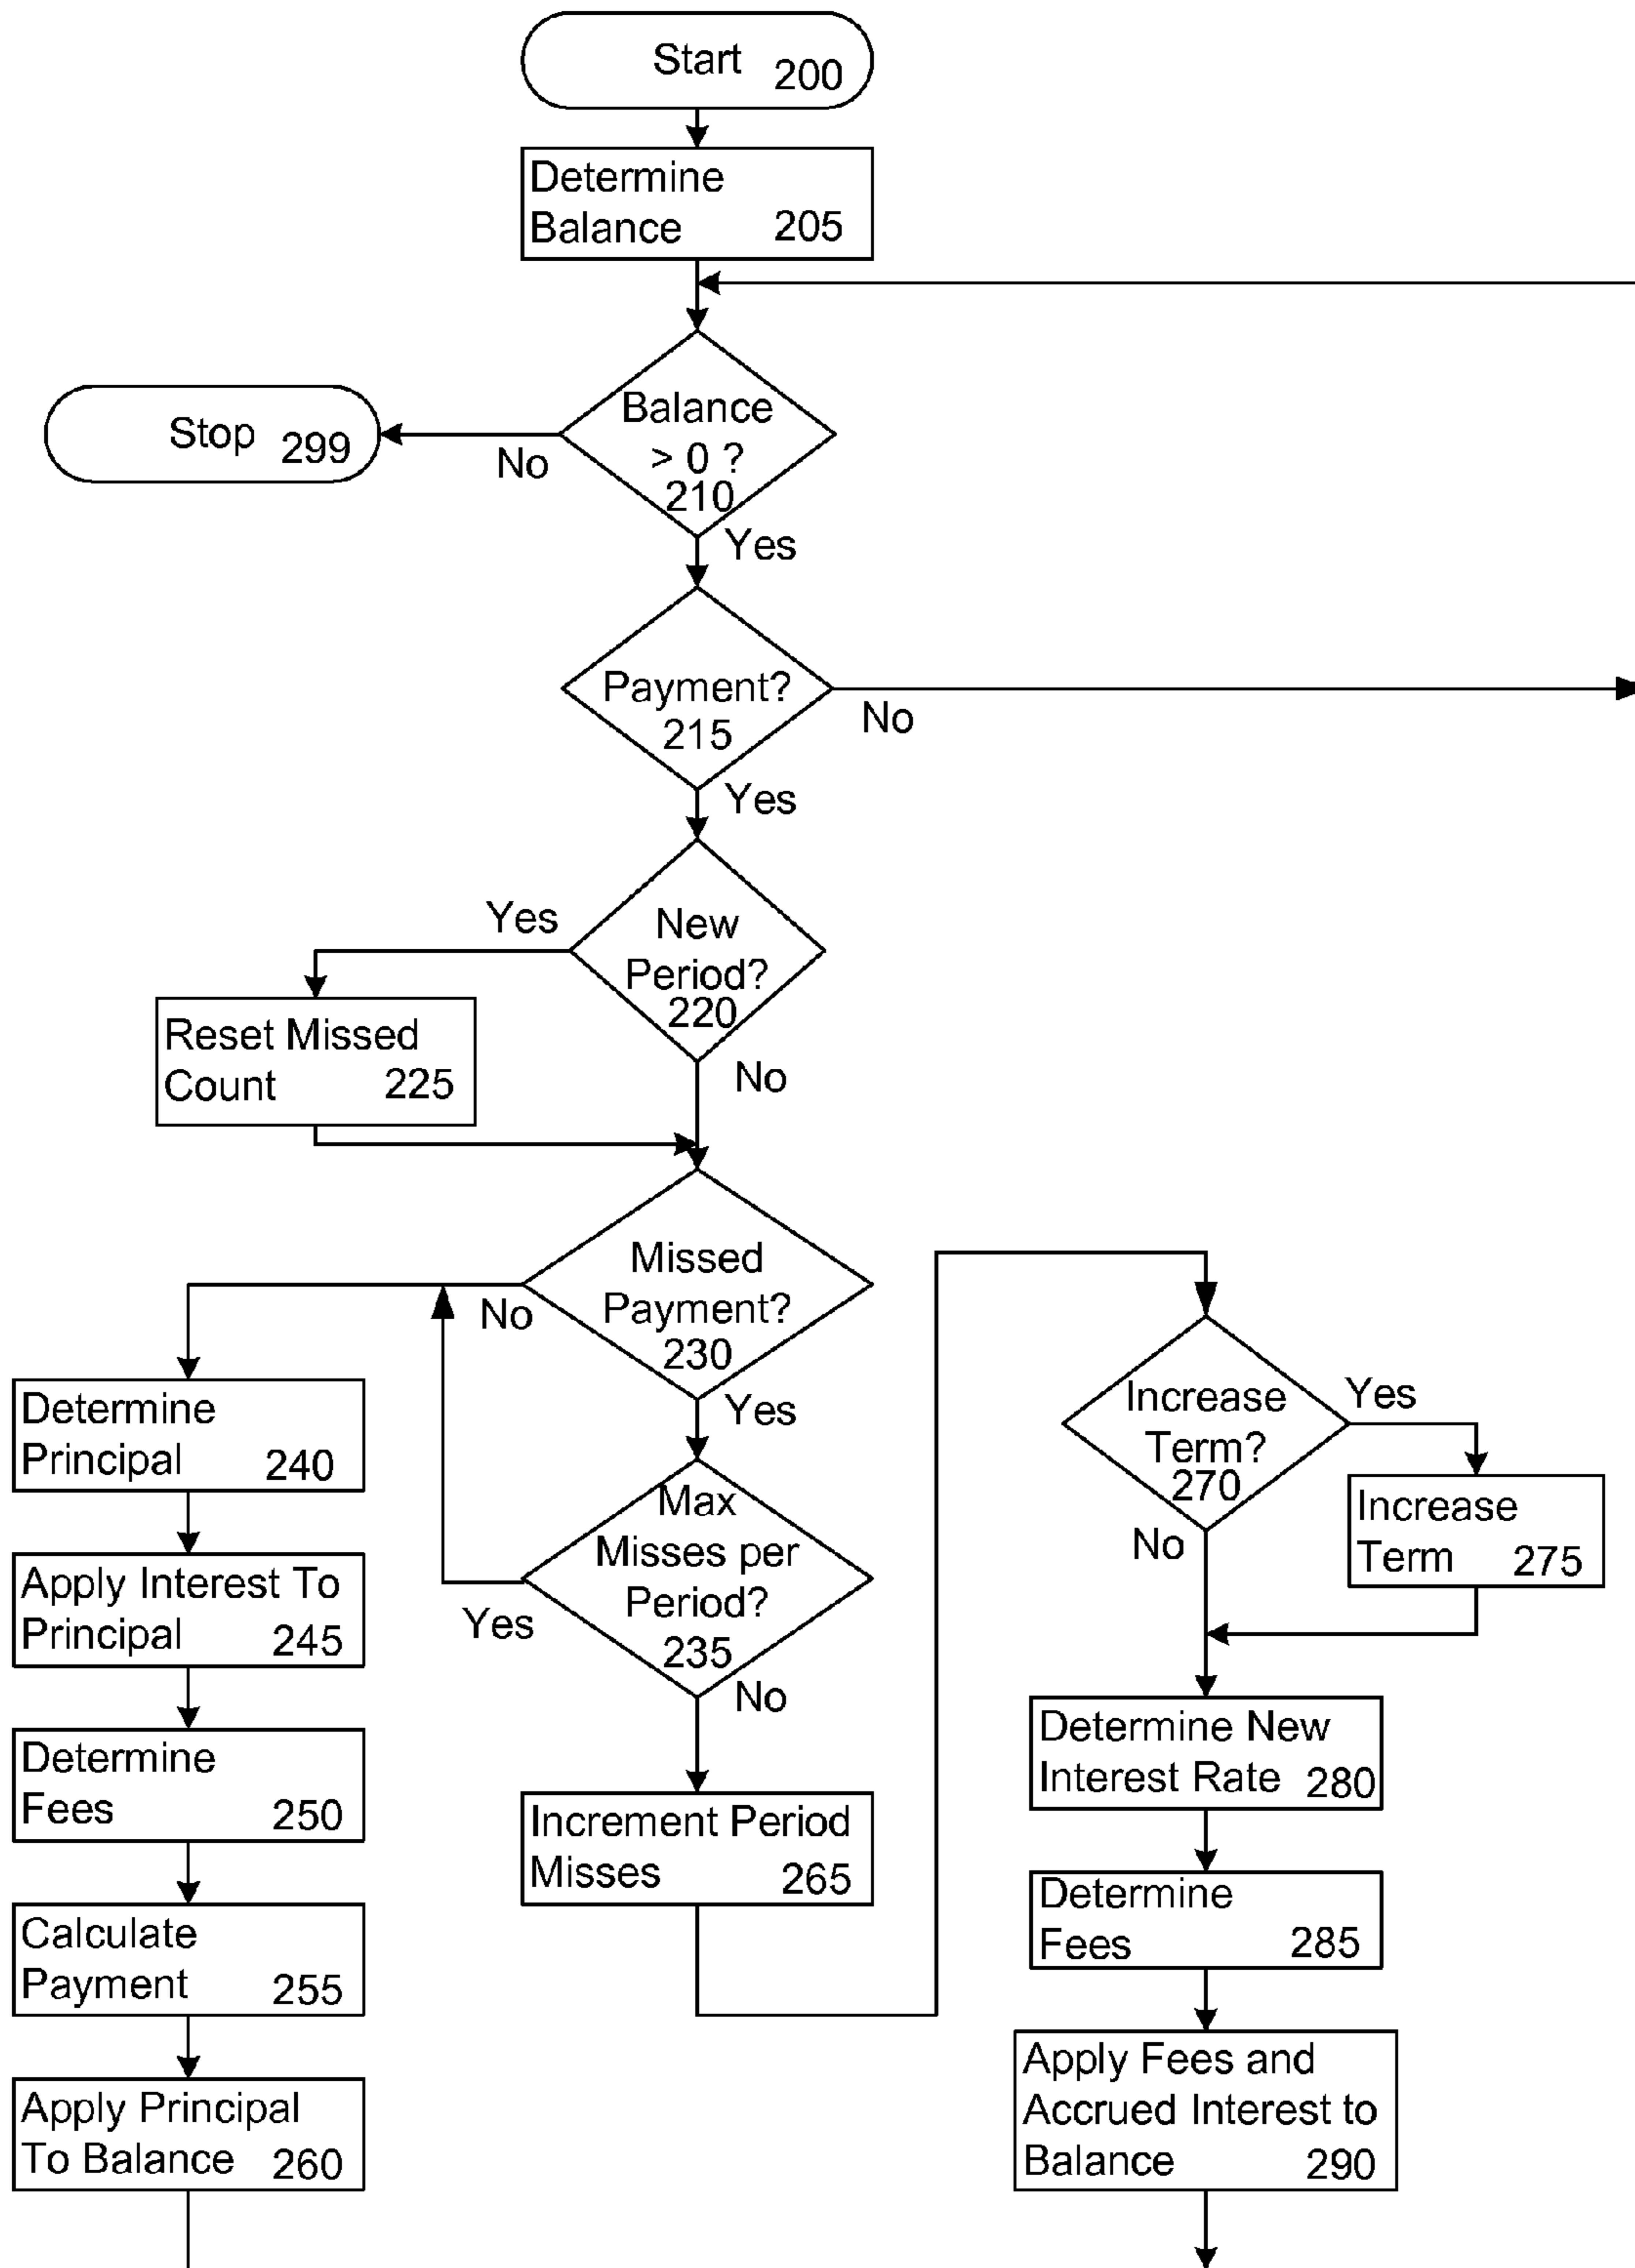 Start 200
Determine
Balance 205
Balance
> 0 ?
210
No
Stop 299
Yes
Payment?
215
No
Yes
New
Period?
220
Yes
Reset Missed
Count 225
No
Missed
Payment?
230
No
Yes
Max
Misses per
Period?
235
Yes
No
Determine
Principal 240
Apply Interest To
Principal 245
Determine
Fees 250
Calculate
Payment 255
Apply Principal
To Balance 260
Increment Period
Misses 265
Increase
Term?
270
Yes
Increase
Term 275
No
Determine New
Interest Rate 280
Determine
Fees 285
Apply Fees and
Accrued Interest to
Balance 290